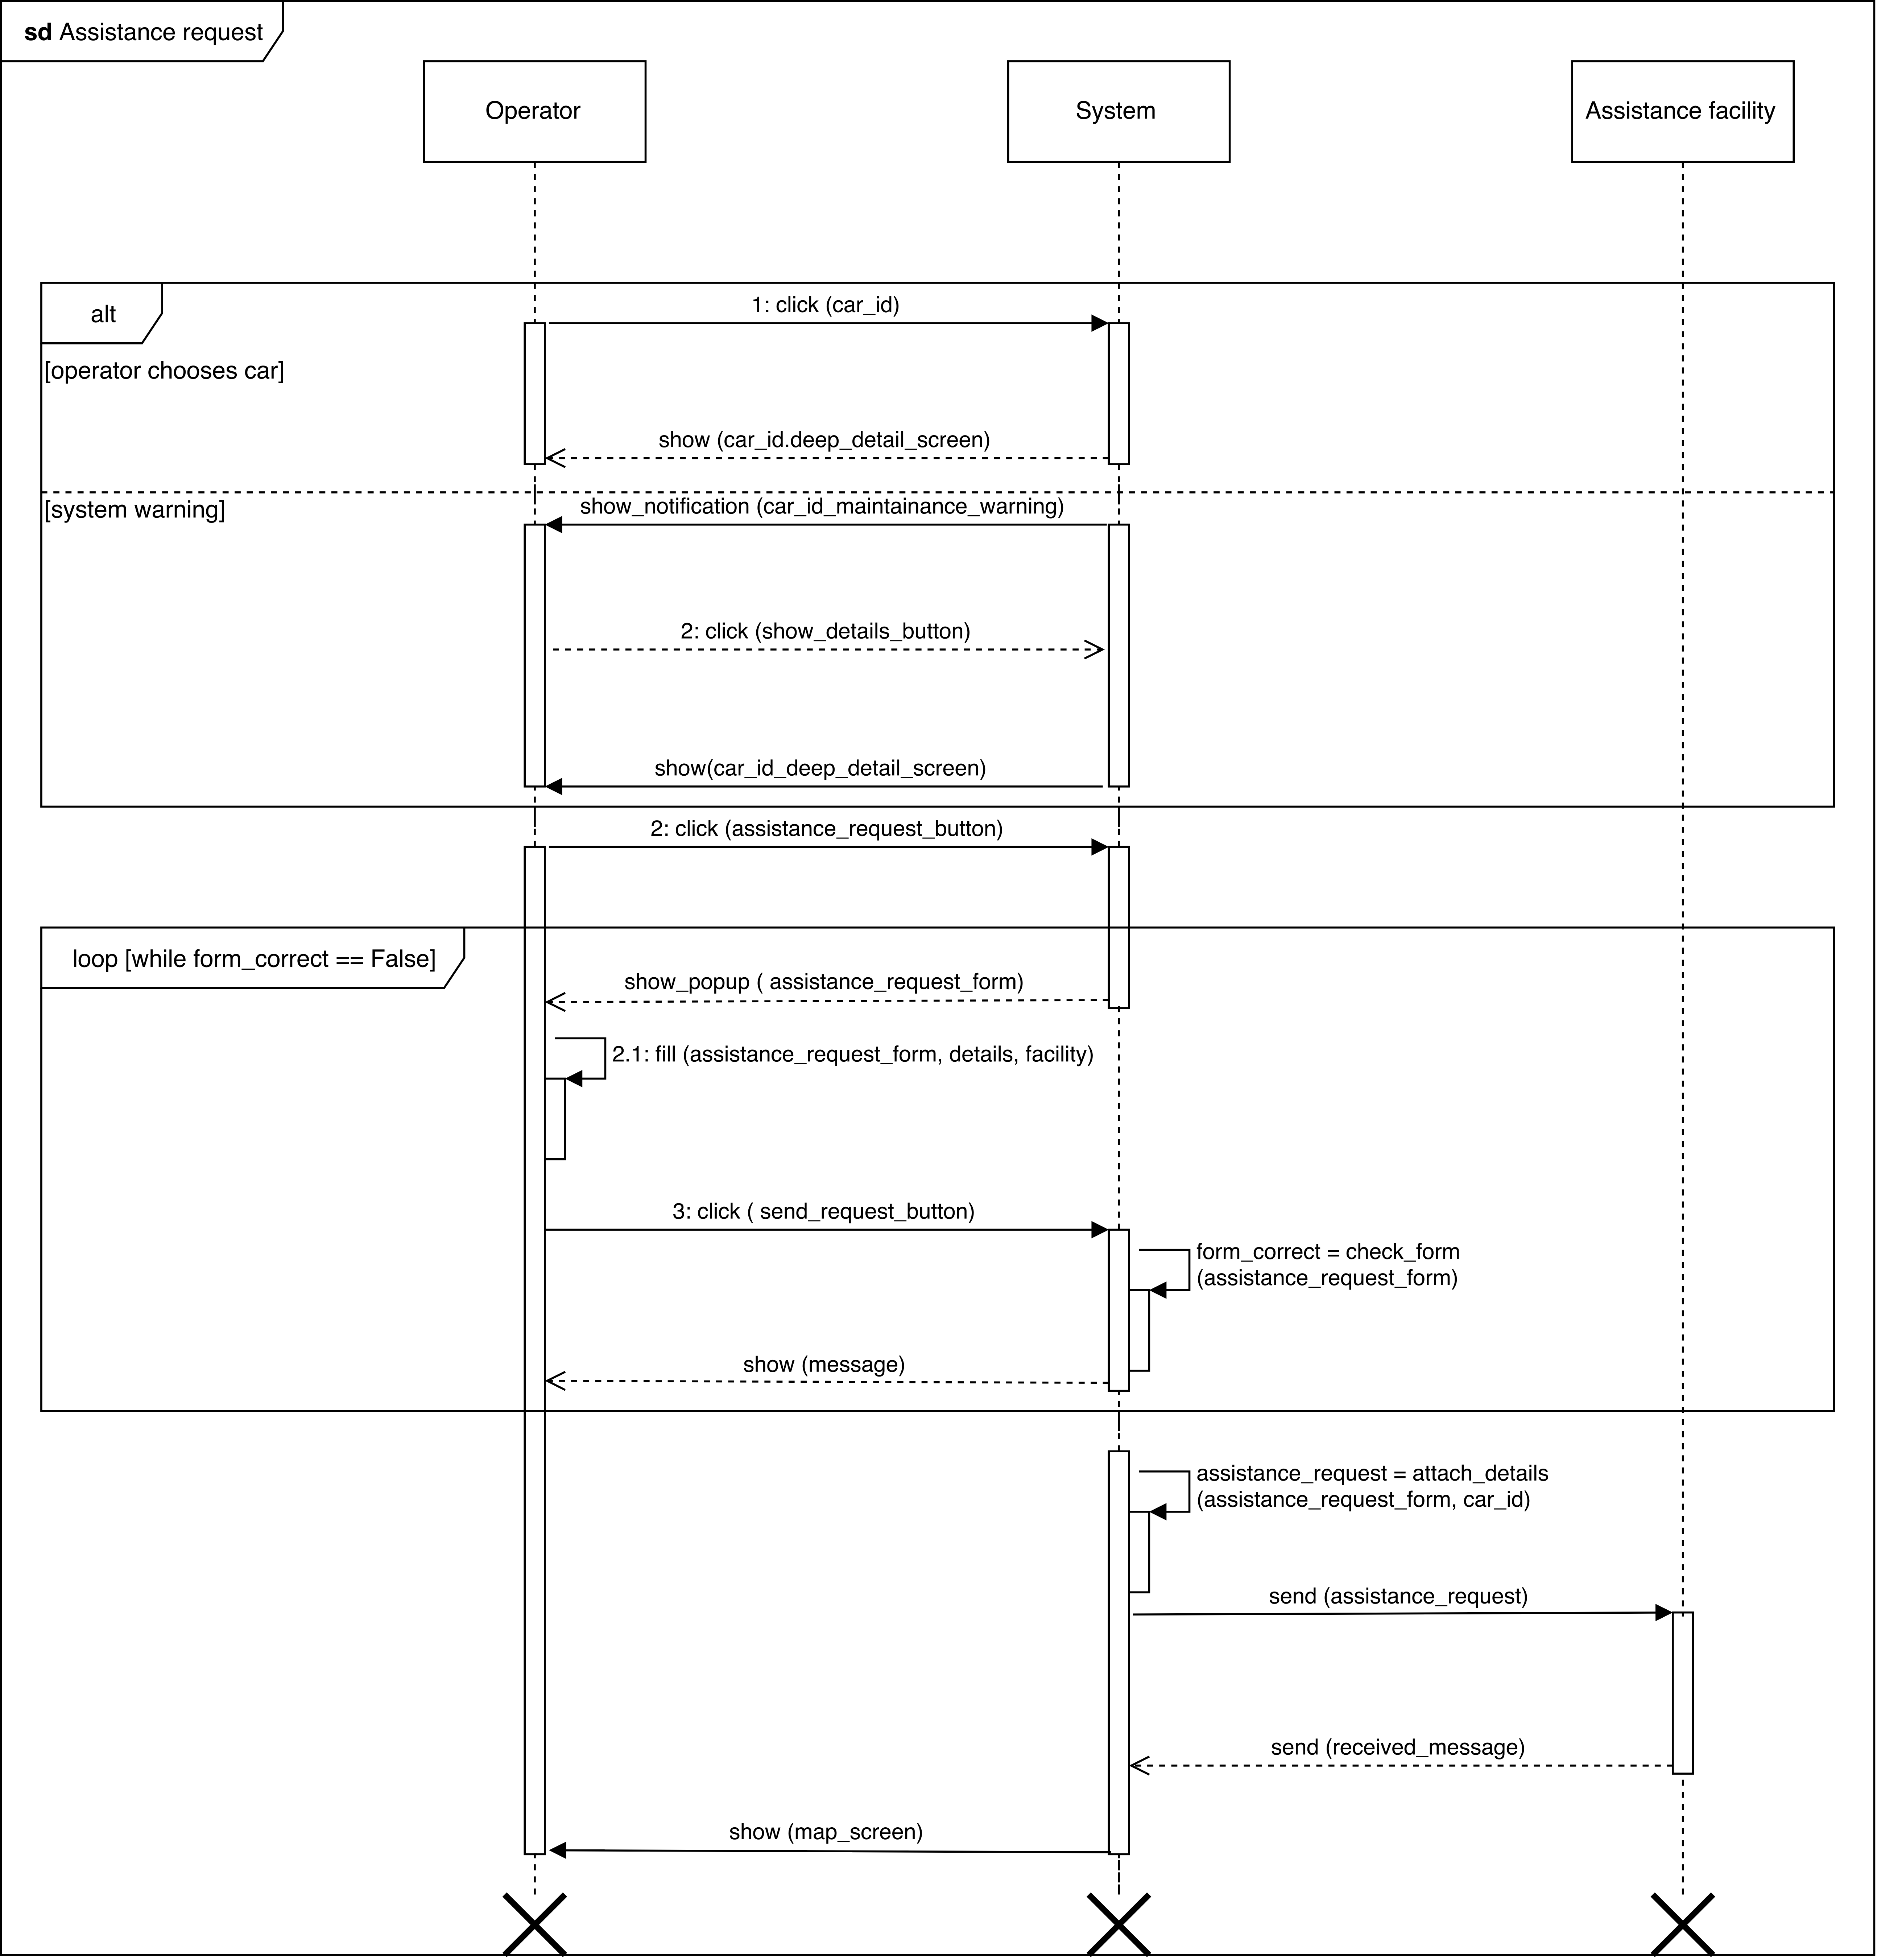 sd Assistance request
Operator
System
Assistance facility
alt
1: click (car_id)
[operator chooses car]
show (car_id.deep_detail_screen)
[system warning]
show_notification (car_id_maintainance_warning)
2: click (show_details_button)
show(car_id_deep_detail_screen)
2: click (assistance_request_button)
loop [while form_correct == False]
show_popup ( assistance_request_form)
2.1: fill (assistance_request_form, details, facility)
3: click ( send_request_button)
form_correct = check_form
(assistance_request_form)
show (message)
assistance_request = attach_details
(assistance_request_form, car_id)
send (assistance_request)
send (received_message)
show (map_screen)